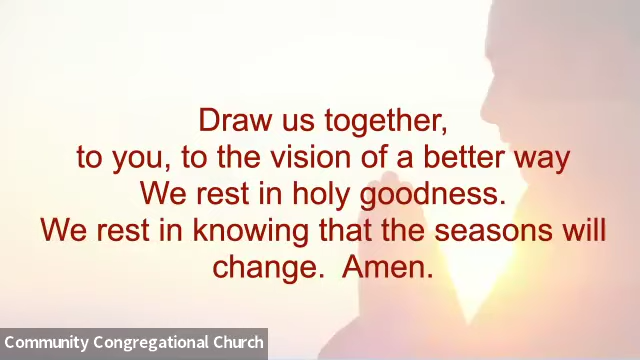 Draw us together,
to you, to the vision of a better way
We rest in holy goodness.
We rest in knowing that the seasons will
change.  Amen.
Community Congregational Church